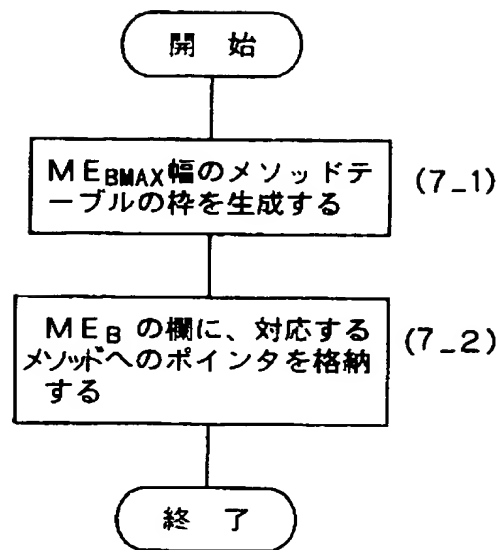 開 始
ME_BMAX幅のメソッドテ
ーブルの枠を生成する
(7_1)
ME_B の欄に、対応する
メソッドへのポインタを格納
する
(7_2)
終 了